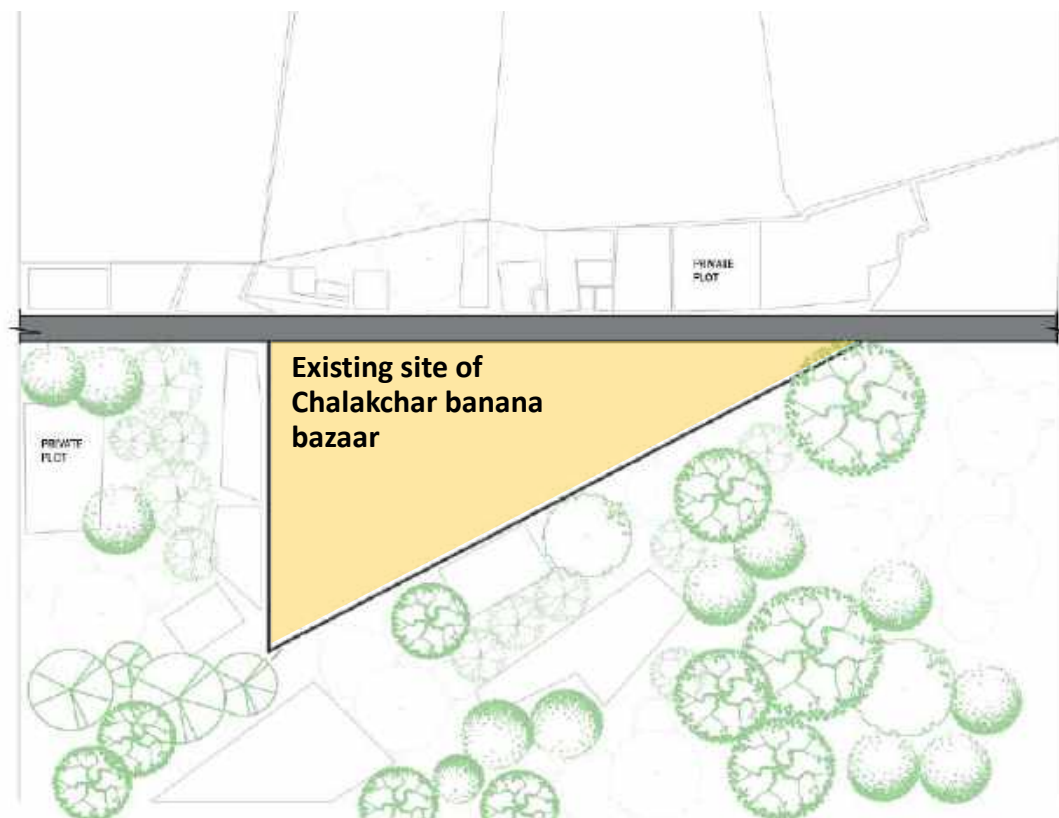 PRIVATE
PLOT
Existing site of
Chalakchar banana
bazaar
PRIVATE
PLOT